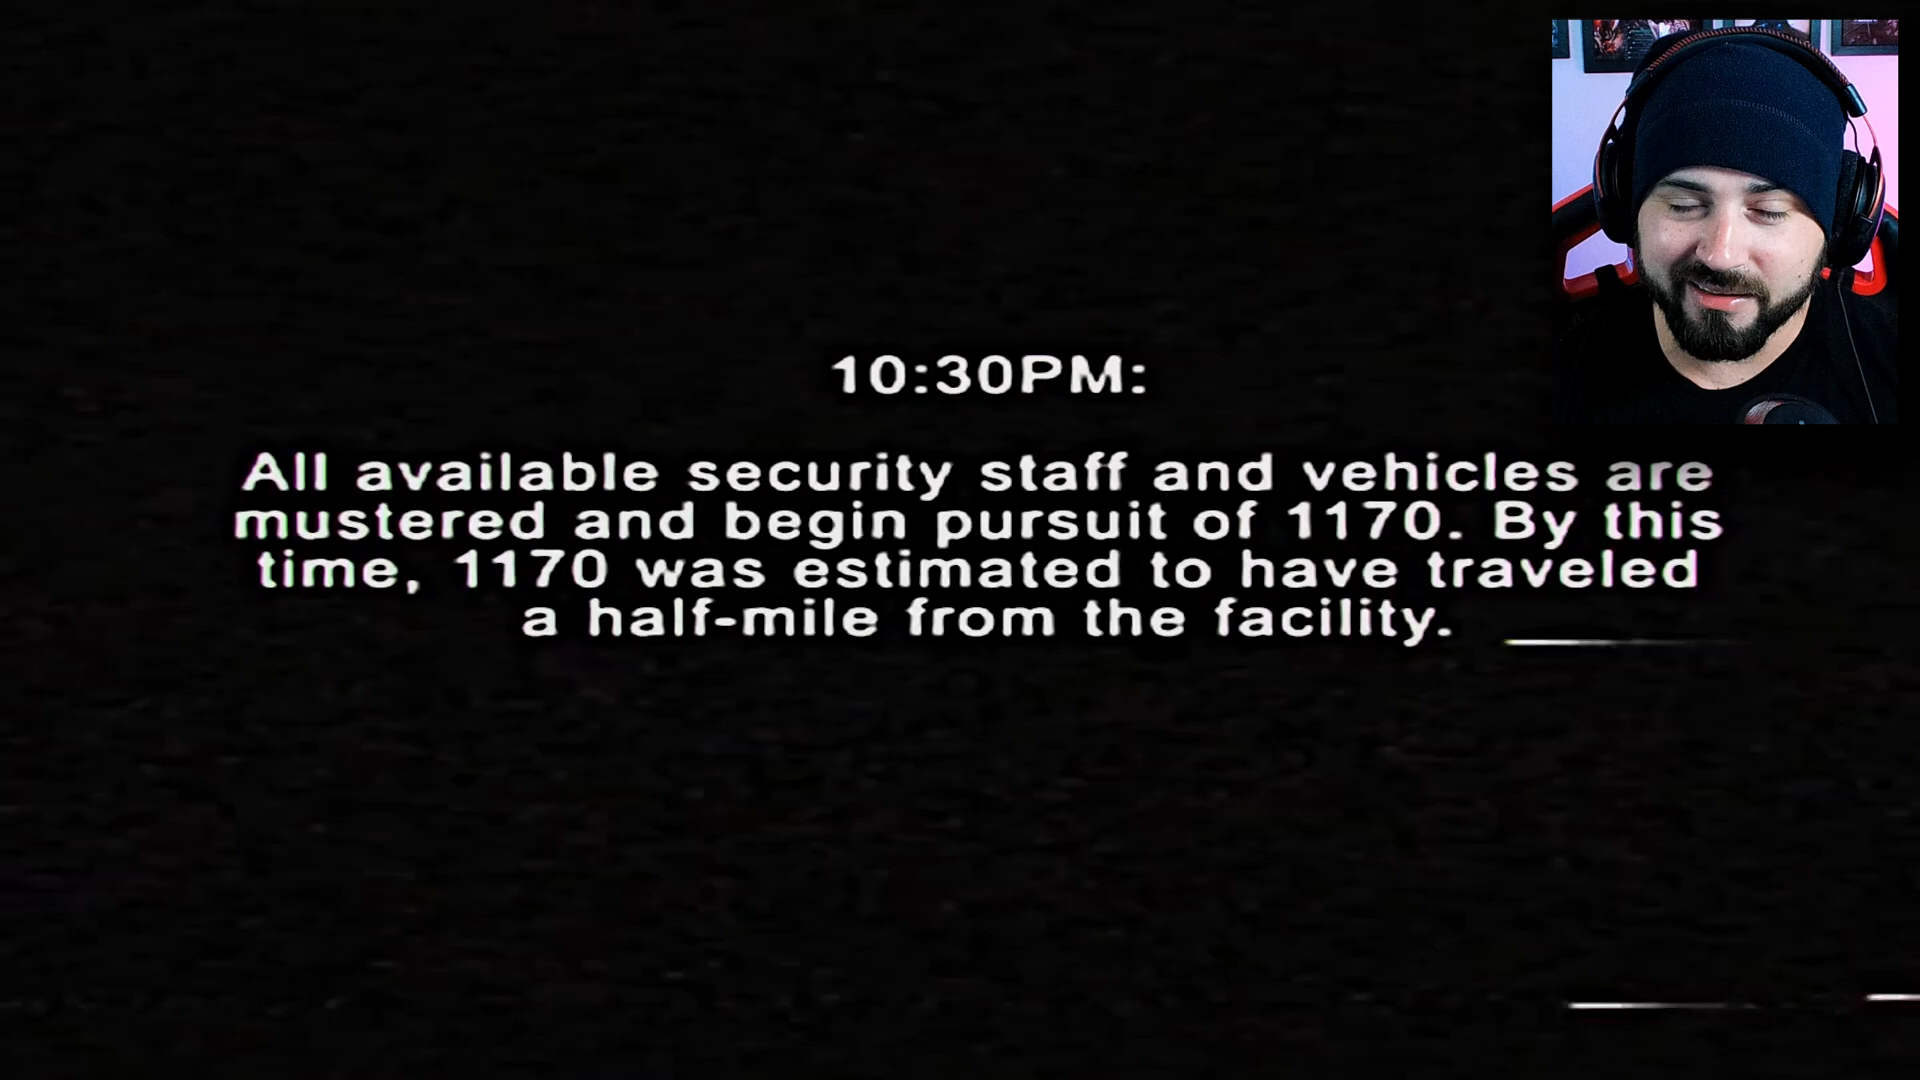 10:30PM:
All available security staff and vehicles are
mustered and begin pursuit of 1170. By this
time, 1170 was estimated to have traveled
a half-mile from the facility.